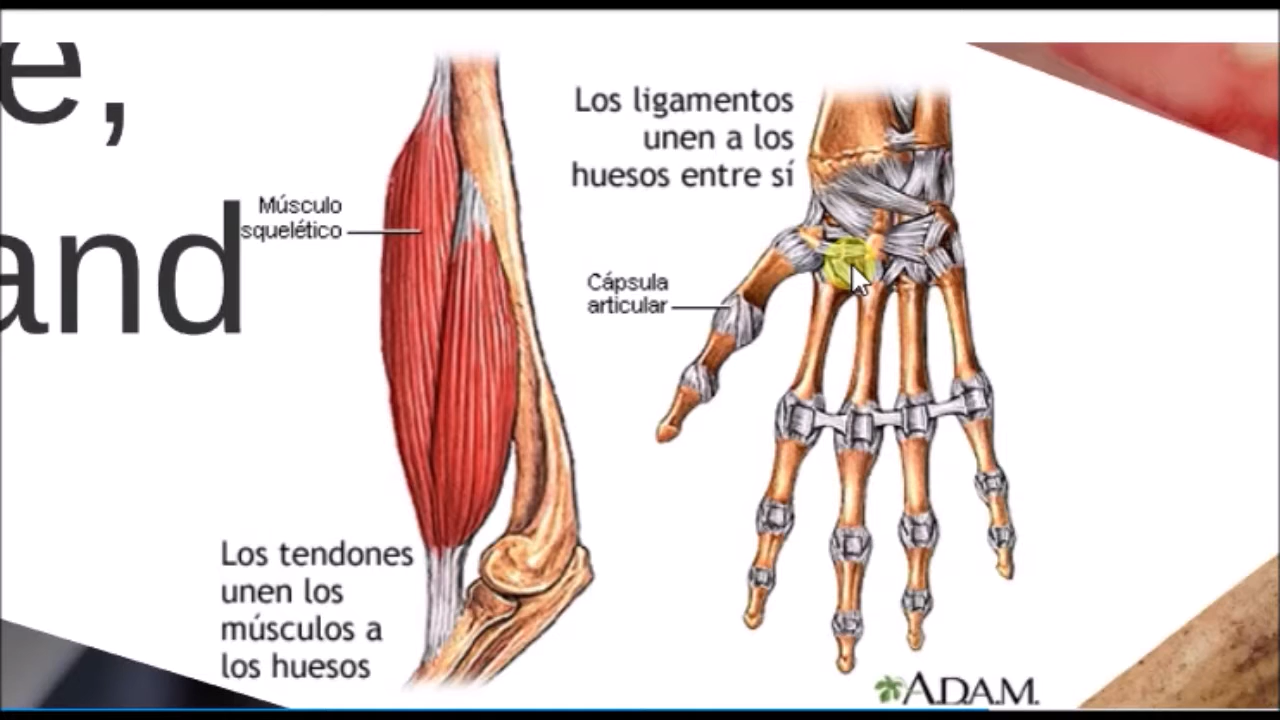 e,
and
Músculo
squelético
Los tendones
unen los
músculos a
los huesos
Los ligamentos
unen a los
huesos entre sí
Cápsula
articular
A.D.A.M.